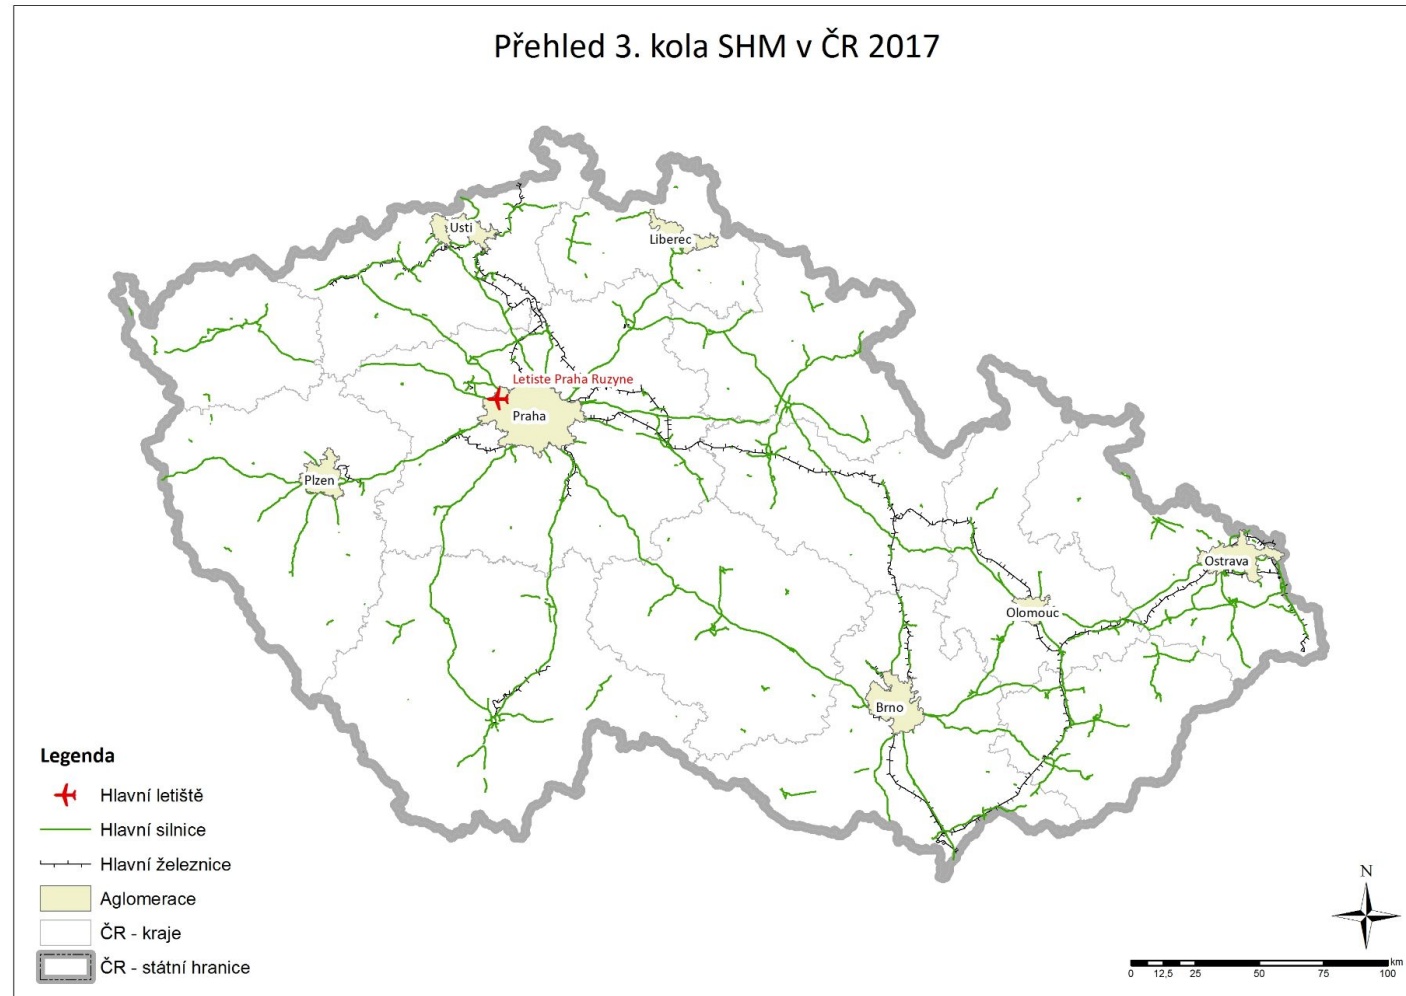 Přehled 3. kola SHM v ČR 2017
Usti
Liberec
Letiste Praha Ruzyne
Praha
Plzen
Ostrava
Olomouc
Brno
Legenda
Hlavní letiště
Hlavní silnice
Hlavní železnice
Aglomerace
ČR - kraje
ČR - státní hranice
N
km
0 12,5 25 50 75 100